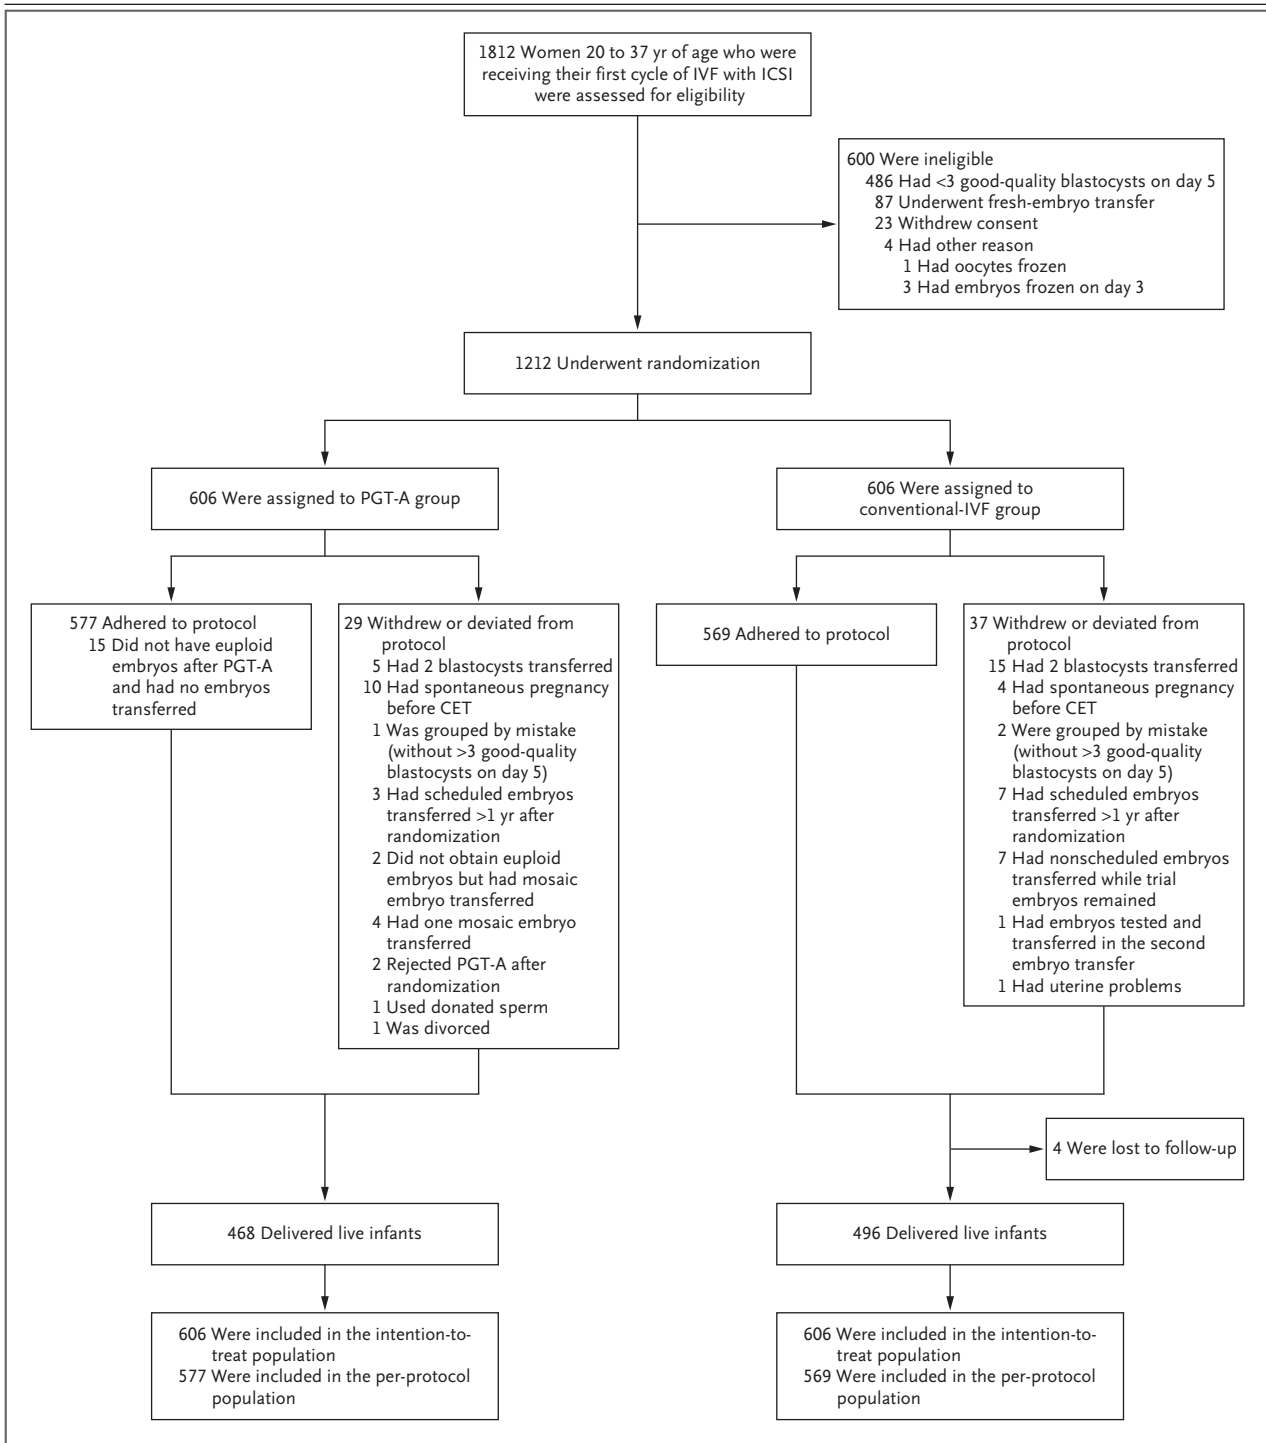 1812 Women 20 to 37 yr of age who were
receiving their first cycle of IVF with ICSI
were assessed for eligibility
600 Were ineligible
486 Had <3 good-quality blastocysts on day 5
87 Underwent fresh-embryo transfer
23 Withdrew consent
4 Had other reason
1 Had oocytes frozen
3 Had embryos frozen on day 3
1212 Underwent randomization
606 Were assigned to PGT-A group
606 Were assigned to
conventional-IVF group
577 Adhered to protocol
15 Did not have euploid
embryos after PGT-A
and had no embryos
transferred
29 Withdrew or deviated from
protocol
5 Had 2 blastocysts transferred
10 Had spontaneous pregnancy
before CET
1 Was grouped by mistake
(without >3 good-quality
blastocysts on day 5)
3 Had scheduled embryos
transferred >1 yr after
randomization
2 Did not obtain euploid
embryos but had mosaic
embryo transferred
4 Had one mosaic embryo
transferred
2 Rejected PGT-A after
randomization
1 Used donated sperm
1 Was divorced
569 Adhered to protocol
37 Withdrew or deviated from
protocol
15 Had 2 blastocysts transferred
4 Had spontaneous pregnancy
before CET
2 Were grouped by mistake
(without >3 good-quality
blastocysts on day 5)
7 Had scheduled embryos
transferred >1 yr after
randomization
7 Had nonscheduled embryos
transferred while trial
embryos remained
1 Had embryos tested and
transferred in the second
embryo transfer
1 Had uterine problems
4 Were lost to follow-up
468 Delivered live infants
496 Delivered live infants
606 Were included in the intention-to-
treat population
577 Were included in the per-protocol
population
606 Were included in the intention-to-
treat population
569 Were included in the per-protocol
population